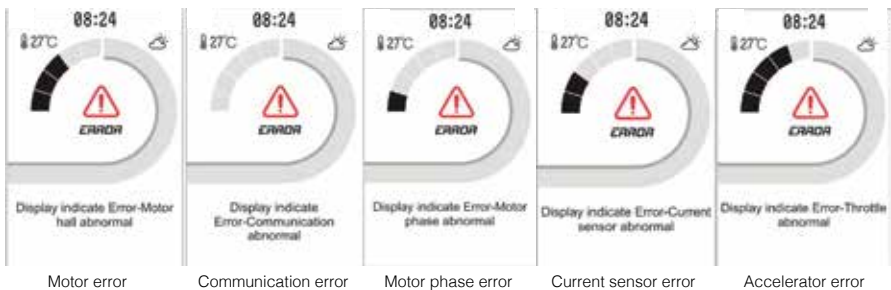 08:24
27°C
ERROR
Display indicate Error-Motor
hall abnormal
Motor error
08:24
27°C
ERROR
Display indicate
Error-Communication
abnormal
Communication error
08:24
27°C
ERROR
Display indicate Error-Motor
phase abnormal
Motor phase error
08:24
27°C
ERROR
Display indicate Error-Current
sensor abnormal
Current sensor error
08:24
27°C
ERROR
Display indicate Error-Throttle
abnormal
Accelerator error